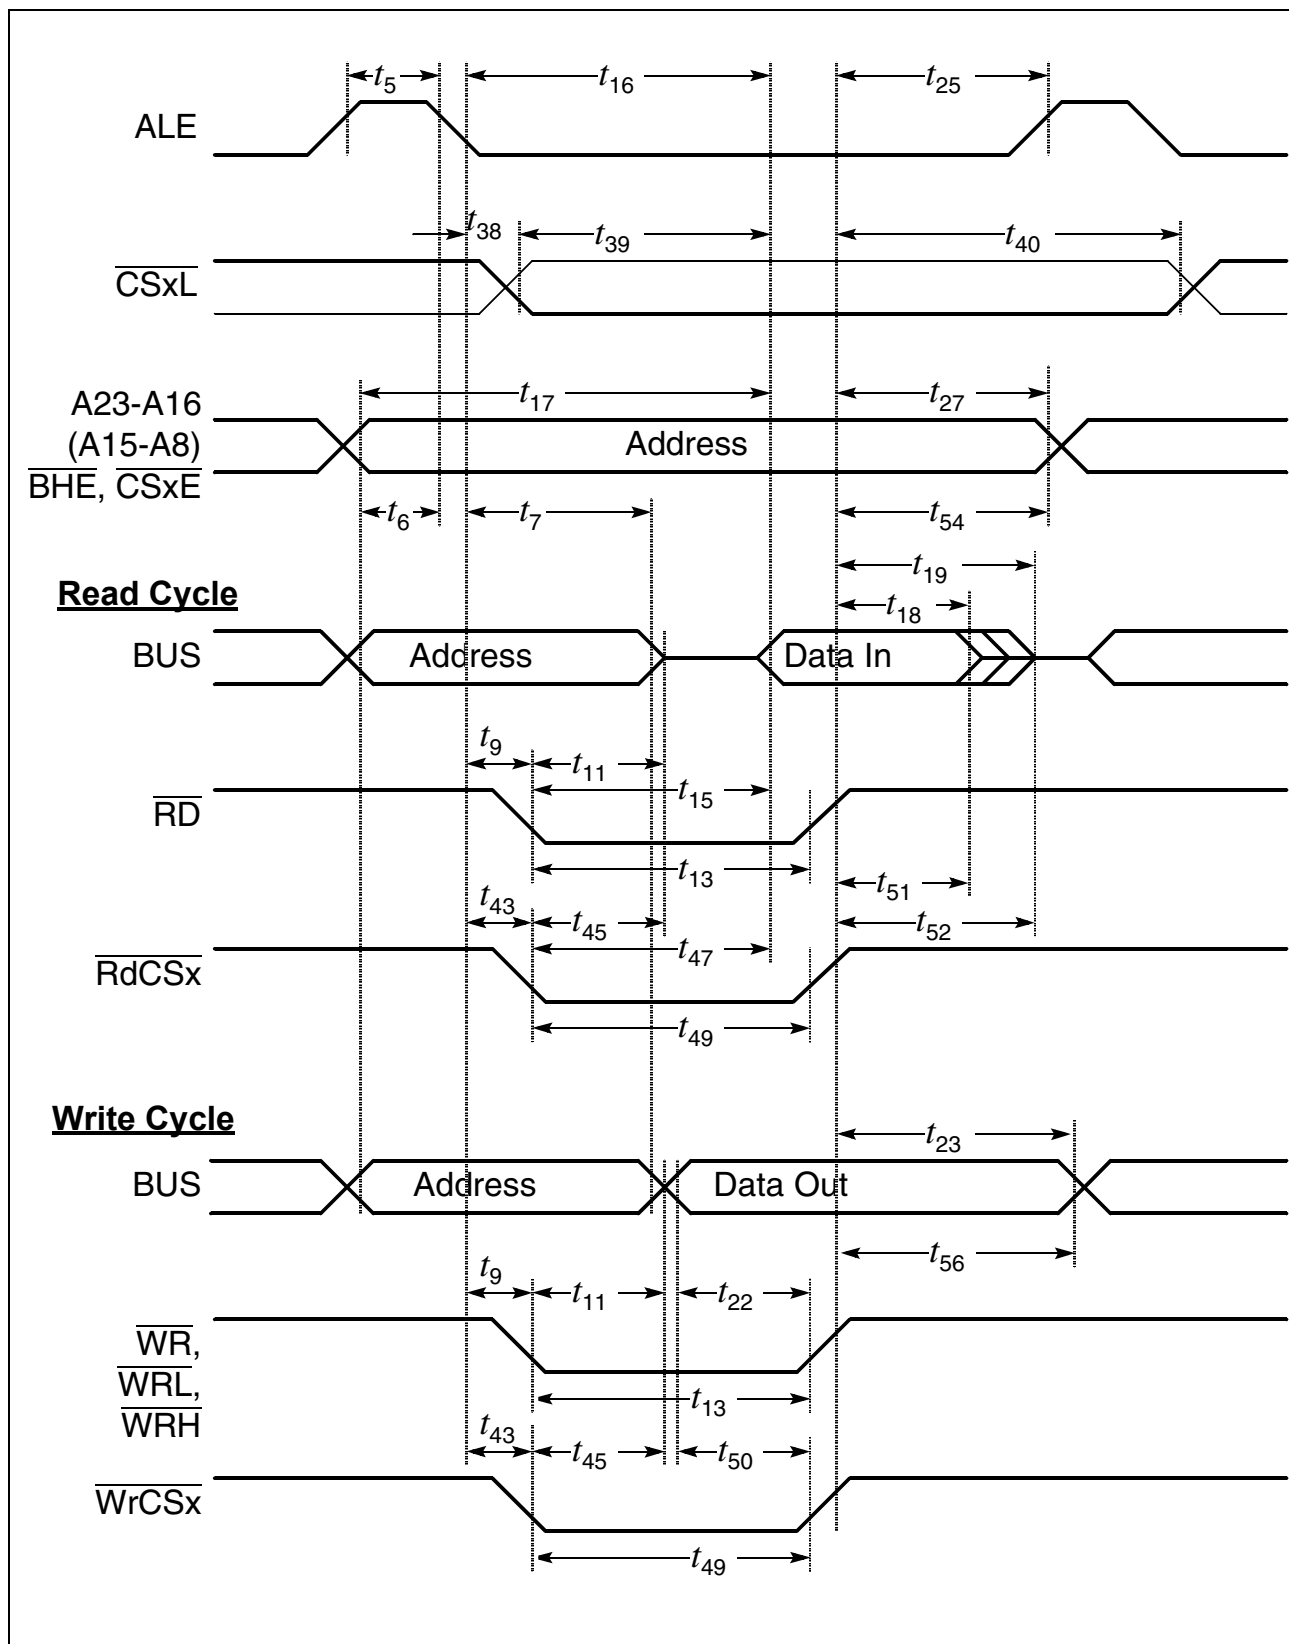 t5 t16 t25
ALE
t38 t39 t40
CSxL
t17 t27
A23-A16
(A15-A8)
BHE, CSxE
Address
t6 t7 t54
t19
Read Cycle
t18
BUS Address Data In
t9 t11
t15
RD
t13 t51
t43 t45 t52
t47
RdCSx
t49
Write Cycle
t23
BUS Address Data Out
t56
t9 t11 t22
WR,
WRL,
t13
WRH
t43 t45 t50
WrCSx
t49